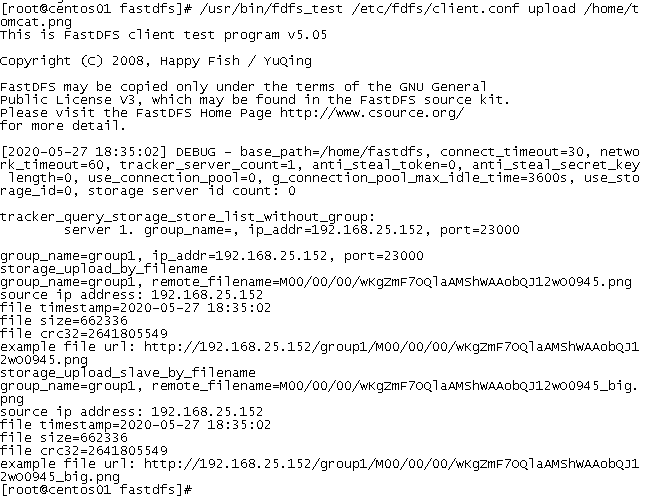 [root@centos01 fastdfs]# /usr/bin/fdfs_test /etc/fdfs/client.conf upload /home/t
omcat.png
This is FastDFS client test program v5.05
Copyright (C) 2008, Happy Fish / YuQing
FastDFS may be copied only under the terms of the GNU General
Public License V3, which may be found in the FastDFS source kit.
Please visit the FastDFS Home Page http://www.csource.org/
for more detail.
[2020-05-27 18:35:02] DEBUG - base_path=/home/fastdfs, connect_timeout=30, netwo
rk_timeout=60, tracker_server_count=1, anti_steal_token=0, anti_steal_secret_key
 length=0, use_connection_pool=0, g_connection_pool_max_idle_time=3600s, use_sto
rage_id=0, storage server id count: 0
tracker_query_storage_store_list_without_group:
        server 1. group_name=, ip_addr=192.168.25.152, port=23000
group_name=group1, ip_addr=192.168.25.152, port=23000
storage_upload_by_filename
group_name=group1, remote_filename=M00/00/00/wKgZmF7OQlaAMShWAAobQJ12wO0945.png
source ip address: 192.168.25.152
file timestamp=2020-05-27 18:35:02
file size=662336
file crc32=2641805549
example file url: http://192.168.25.152/group1/M00/00/00/wKgZmF7OQlaAMShWAAobQJ1
2wO0945.png
storage_upload_slave_by_filename
group_name=group1, remote_filename=M00/00/00/wKgZmF7OQlaAMShWAAobQJ12wO0945_big.
png
source ip address: 192.168.25.152
file timestamp=2020-05-27 18:35:02
file size=662336
file crc32=2641805549
example file url: http://192.168.25.152/group1/M00/00/00/wKgZmF7OQlaAMShWAAobQJ1
2wO0945_big.png
[root@centos01 fastdfs]#